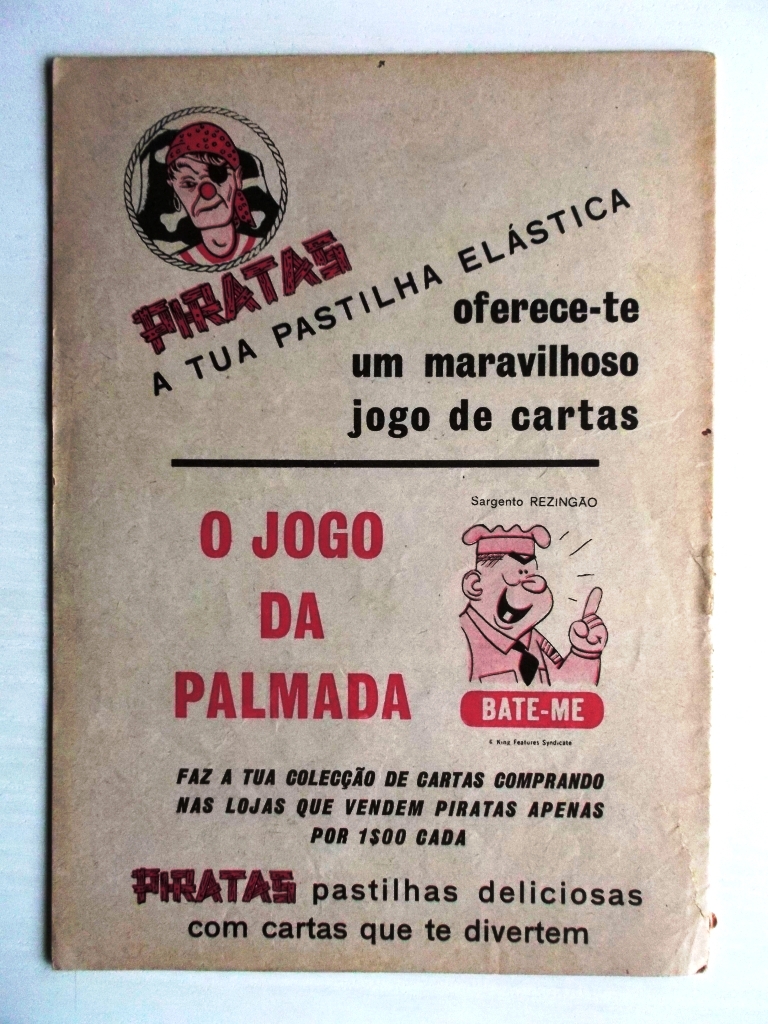 PIRATAS
A TUA PASTILHA ELÁSTICA
oferece-te
um maravilhoso
jogo de cartas
Sargento REZINGÃO
O JOGO
DA
PALMADA
BATE-ME
© King Features Syndicate
FAZ A TUA COLECÇÃO DE CARTAS COMPRANDO
NAS LOJAS QUE VENDEM PIRATAS APENAS
POR 1$00 CADA
PIRATAS pastilhas deliciosas
com cartas que te divertem